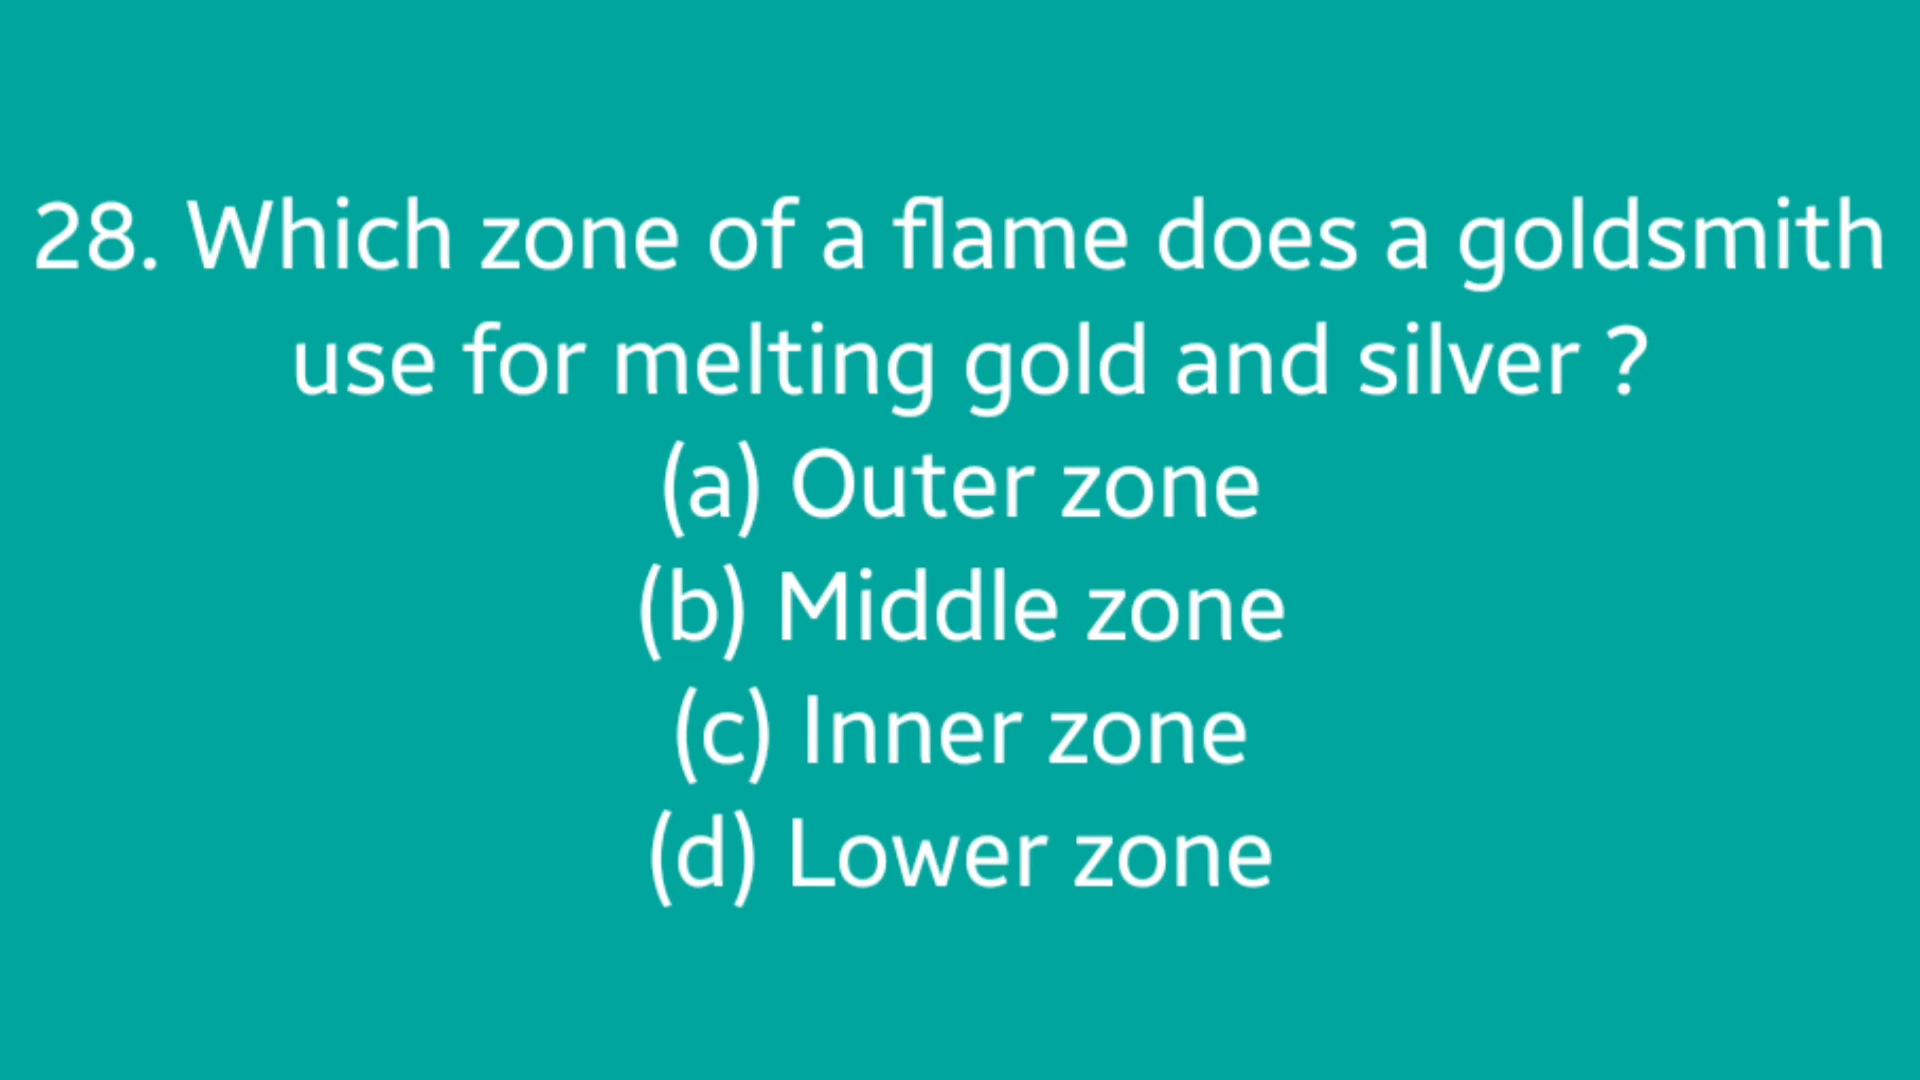 28. Which zone of a flame does a goldsmith
use for melting gold and silver ?
(a) Outer zone
(b) Middle zone
(c) Inner zone
(d) Lower zone